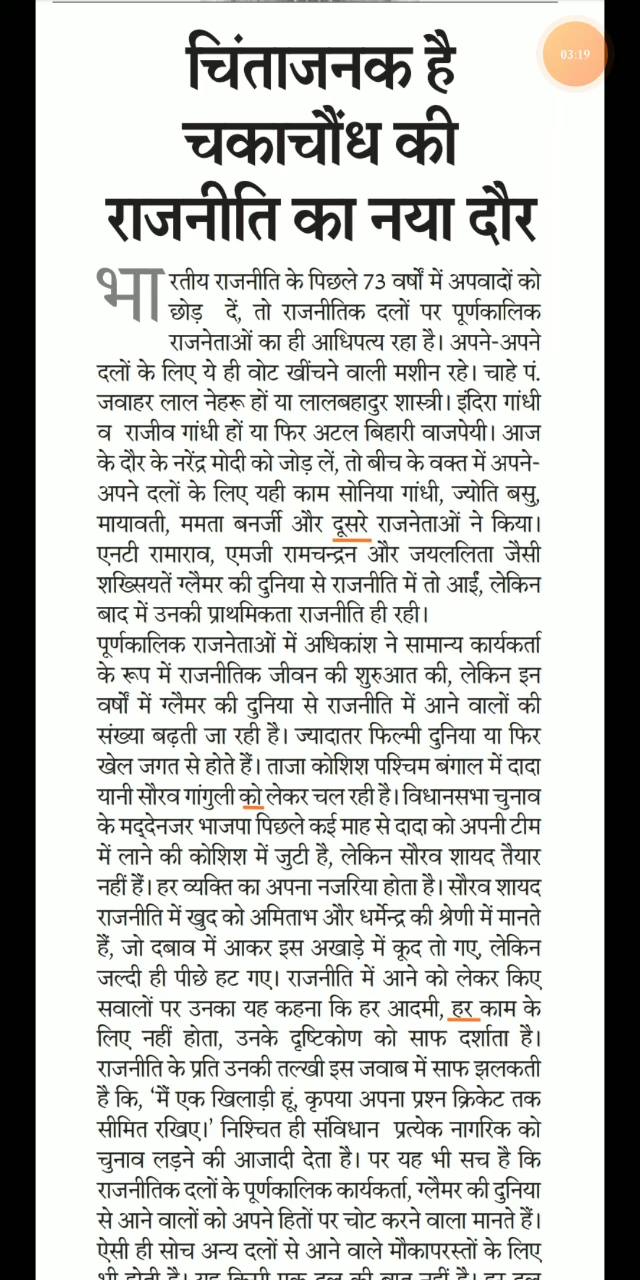 03:19
चिंताजनक है
चकाचौंध की
राजनीति का नया दौर
भारतीय राजनीति के पिछले 73 वर्षों में अपवादों को
छोड़ दें, तो राजनीतिक दलों पर पूर्णकालिक
राजनेताओं का ही आधिपत्य रहा है। अपने-अपने
दलों के लिए ये ही वोट खींचने वाली मशीन रहे। चाहे पं.
जवाहर लाल नेहरू हों या लालबहादुर शास्त्री। इंदिरा गांधी
व राजीव गांधी हों या फिर अटल बिहारी वाजपेयी। आज
के दौर के नरेंद्र मोदी को जोड़ लें, तो बीच के वक्त में अपने-
अपने दलों के लिए यही काम सोनिया गांधी, ज्योति बसु,
मायावती, ममता बनर्जी और दूसरे राजनेताओं ने किया।
एनटी रामाराव, एमजी रामचन्द्रन और जयललिता जैसी
शख्सियतें ग्लैमर की दुनिया से राजनीति में तो आईं, लेकिन
बाद में उनकी प्राथमिकता राजनीति ही रही।
पूर्णकालिक राजनेताओं में अधिकांश ने सामान्य कार्यकर्ता
के रूप में राजनीतिक जीवन की शुरुआत की, लेकिन इन
वर्षों में ग्लैमर की दुनिया से राजनीति में आने वालों की
संख्या बढ़ती जा रही है। ज्यादातर फिल्मी दुनिया या फिर
खेल जगत से होते हैं। ताजा कोशिश पश्चिम बंगाल में दादा
यानी सौरव गांगुली को लेकर चल रही है। विधानसभा चुनाव
के मद्देनजर भाजपा पिछले कई माह से दादा को अपनी टीम
में लाने की कोशिश में जुटी है, लेकिन सौरव शायद तैयार
नहीं हैं। हर व्यक्ति का अपना नजरिया होता है। सौरव शायद
राजनीति में खुद को अमिताभ और धर्मेन्द्र की श्रेणी में मानते
हैं, जो दबाव में आकर इस अखाड़े में कूद तो गए, लेकिन
जल्दी ही पीछे हट गए। राजनीति में आने को लेकर किए
सवालों पर उनका यह कहना कि हर आदमी, हर काम के
लिए नहीं होता, उनके दृष्टिकोण को साफ दर्शाता है।
राजनीति के प्रति उनकी तल्खी इस जवाब में साफ झलकती
है कि, ‘मैं एक खिलाड़ी हूं, कृपया अपना प्रश्न क्रिकेट तक
सीमित रखिए।’ निश्चित ही संविधान प्रत्येक नागरिक को
चुनाव लड़ने की आजादी देता है। पर यह भी सच है कि
राजनीतिक दलों के पूर्णकालिक कार्यकर्ता, ग्लैमर की दुनिया
से आने वालों को अपने हितों पर चोट करने वाला मानते हैं।
ऐसी ही सोच अन्य दलों से आने वाले मौकापरस्तों के लिए
भी होती है। यह किसी एक दल की बात नहीं है। हर दल